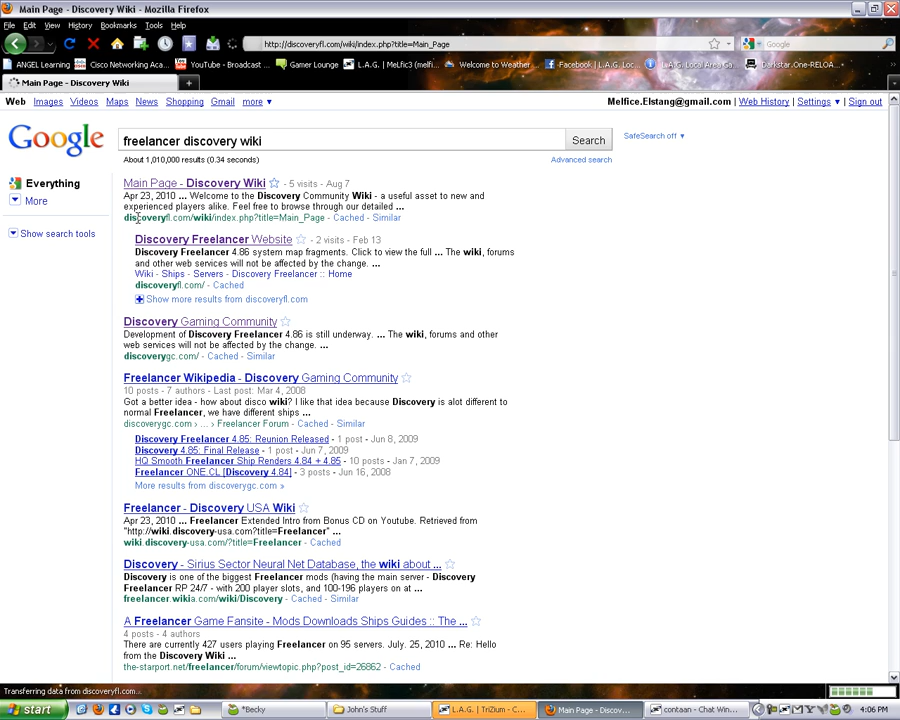 Main Page - Discovery Wiki - Mozilla Firefox
File Edit View History Bookmarks Tools Help
http://discoveryfl.com/wiki/index.php?title=Main_Page
Google
ANGEL Learning Cisco Networking Aca... YouTube - Broadcast ... Gamer Lounge L.A.G. | MeLfic3 (melfi... Welcome to Weather ... Facebook | L.A.G. Loc... L.A.G. Local Area Ga... Darkstar.One-RELOA...
Main Page - Discovery Wiki
Web Images Videos Maps News Shopping Gmail more ▼ Melfice.Elstang@gmail.com | Web History | Settings ▼ | Sign out
Google
freelancer discovery wiki Search SafeSearch off ▼
About 1,010,000 results (0.34 seconds) Advanced search
Everything
More
Show search tools
Main Page - Discovery Wiki - 5 visits - Aug 7
Apr 23, 2010 ... Welcome to the Discovery Community Wiki - a useful asset to new and
experienced players alike. Feel free to browse through our detailed ...
discoveryfl.com/wiki/index.php?title=Main_Page - Cached - Similar
Discovery Freelancer Website - 2 visits - Feb 13
Discovery Freelancer 4.86 system map fragments. Click to view the full ... The wiki, forums
and other web services will not be affected by the change. ...
Wiki - Ships - Servers - Discovery Freelancer :: Home
discoveryfl.com/ - Cached
Show more results from discoveryfl.com
Discovery Gaming Community
Development of Discovery Freelancer 4.86 is still underway. ... The wiki, forums and other
web services will not be affected by the change. ...
discoverygc.com/ - Cached - Similar
Freelancer Wikipedia - Discovery Gaming Community
10 posts - 7 authors - Last post: Mar 4, 2008
Got a better idea - how about disco wiki? I like that idea because Discovery is alot different to
normal Freelancer, we have different ships ...
discoverygc.com › ... › Freelancer Forum - Cached - Similar
Discovery Freelancer 4.85: Reunion Released - 1 post - Jun 8, 2009
Discovery 4.85: Final Release - 1 post - Jun 7, 2009
HQ Smooth Freelancer Ship Renders 4.84 + 4.85 - 10 posts - Jan 7, 2009
Freelancer ONE.CL [Discovery 4.84] - 3 posts - Jun 16, 2008
More results from discoverygc.com »
Freelancer - Discovery USA Wiki
Apr 23, 2010 ... Freelancer Extended Intro from Bonus CD on Youtube. Retrieved from
"http://wiki.discovery-usa.com?title=Freelancer" ...
wiki.discovery-usa.com/?title=Freelancer - Cached
Discovery - Sirius Sector Neural Net Database, the wiki about ...
Discovery is one of the biggest Freelancer mods (having the main server - Discovery
Freelancer RP 24/7 - with 200 player slots, and 100-196 players on at ...
freelancer.wikia.com/wiki/Discovery - Cached - Similar
A Freelancer Game Fansite - Mods Downloads Ships Guides :: The ...
4 posts - 4 authors
There are currently 427 users playing Freelancer on 95 servers. July. 25, 2010 ... Re: Hello
from the Discovery Wiki ...
the-starport.net/freelancer/forum/viewtopic.php?post_id=26862 - Cached
Transferring data from discoveryfl.com...
start *Becky John's Stuff L.A.G. | TriZium - C... Main Page - Discov... contaan - Chat Win... 4:06 PM